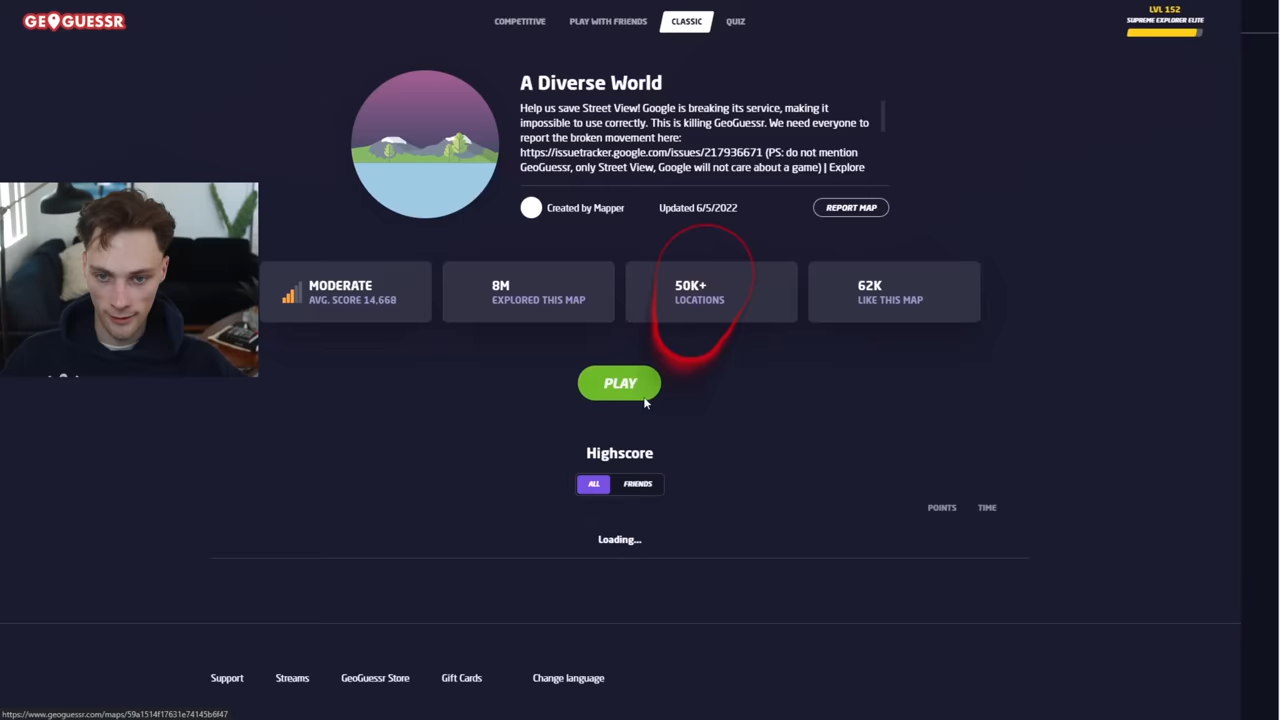 GEOGUESSR
COMPETITIVE
PLAY WITH FRIENDS
CLASSIC
QUIZ
LVL 152
SUPREME EXPLORER ELITE
A Diverse World
Help us save Street View! Google is breaking its service, making it
impossible to use correctly. This is killing GeoGuessr. We need everyone to
report the broken movement here:
https://issuetracker.google.com/issues/217936671 (PS: do not mention
GeoGuessr, only Street View, Google will not care about a game) | Explore
Created by Mapper
Updated 6/5/2022
REPORT MAP
MODERATE
AVG. SCORE 14,668
8M
EXPLORED THIS MAP
50K+
LOCATIONS
62K
LIKE THIS MAP
PLAY
Highscore
ALL
FRIENDS
POINTS
TIME
Loading...
Support
Streams
GeoGuessr Store
Gift Cards
Change language
https://www.geoguessr.com/maps/59a1514f17631e74145b6f47